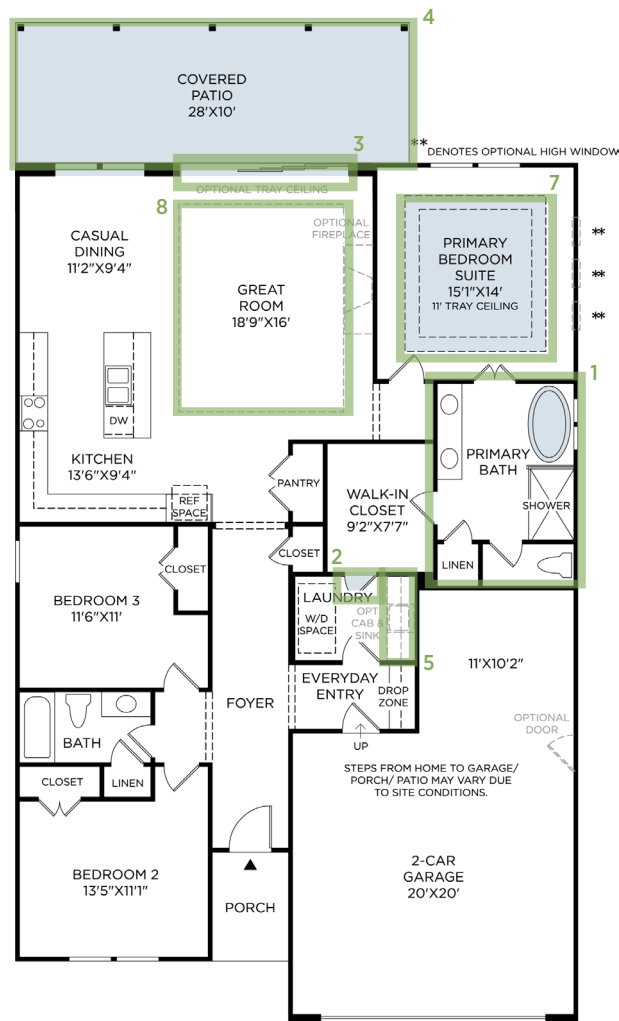 4
COVERED
PATIO
28'X10'
3
**DENOTES OPTIONAL HIGH WINDOW
OPTIONAL TRAY CEILING
8
7
OPTIONAL
FIREPLACE
CASUAL
DINING
11'2"X9'4"
GREAT
ROOM
18'9"X16'
PRIMARY
BEDROOM
SUITE
15'1"X14'
11' TRAY CEILING
**
**
**
1
DW
KITCHEN
13'6"X9'4"
REF
SPACE
PANTRY
PRIMARY
BATH
SHOWER
WALK-IN
CLOSET
9'2"X7'7"
CLOSET
CLOSET
LINEN
BEDROOM 3
11'6"X11'
2
LAUNDRY
W/D
SPACE
OPT
CAB &
SINK
5
11'X10'2"
EVERYDAY
ENTRY
DROP
ZONE
FOYER
UP
OPTIONAL
DOOR
BATH
CLOSET
LINEN
STEPS FROM HOME TO GARAGE/
PORCH/ PATIO MAY VARY DUE
TO SITE CONDITIONS.
BEDROOM 2
13'5"X11'1"
2-CAR
GARAGE
20'X20'
PORCH